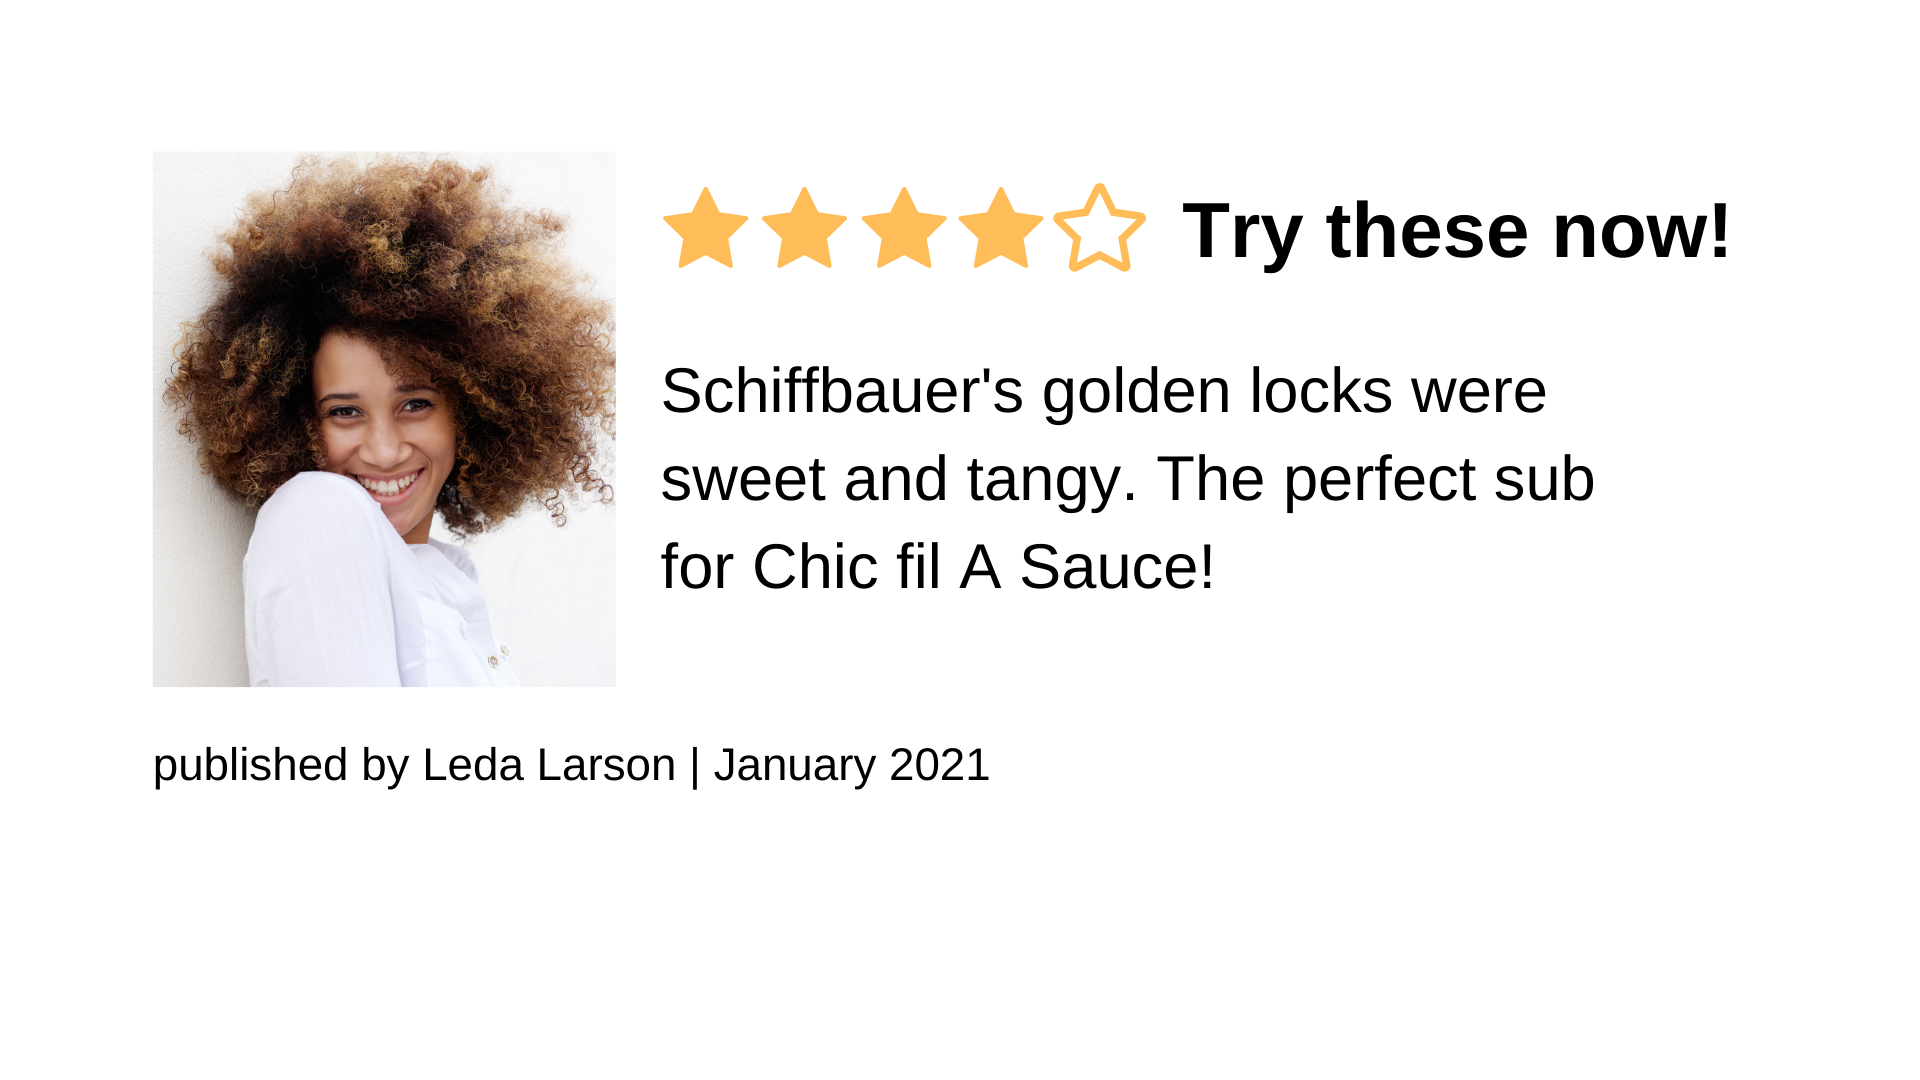 Try these now!
Schiffbauer's golden locks were
sweet and tangy. The perfect sub
for Chic fil A Sauce!
published by Leda Larson | January 2021